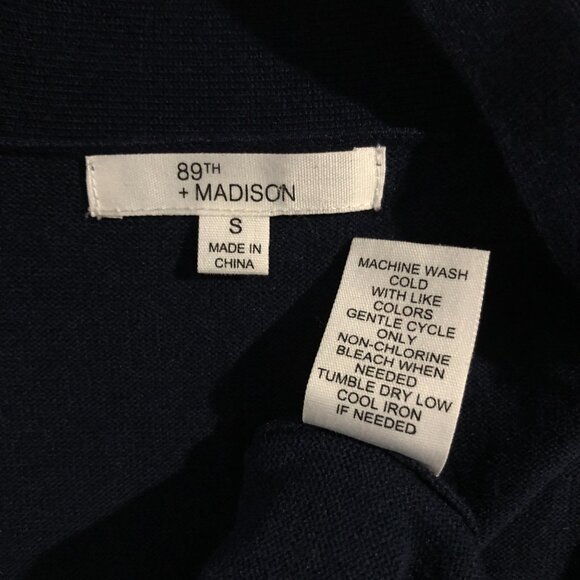 89TH
+ MADISON
S
MADE IN
CHINA
MACHINE WASH
COLD
WITH LIKE
COLORS
GENTLE CYCLE
ONLY
NON-CHLORINE
BLEACH WHEN
NEEDED
TUMBLE DRY LOW
COOL IRON
IF NEEDED